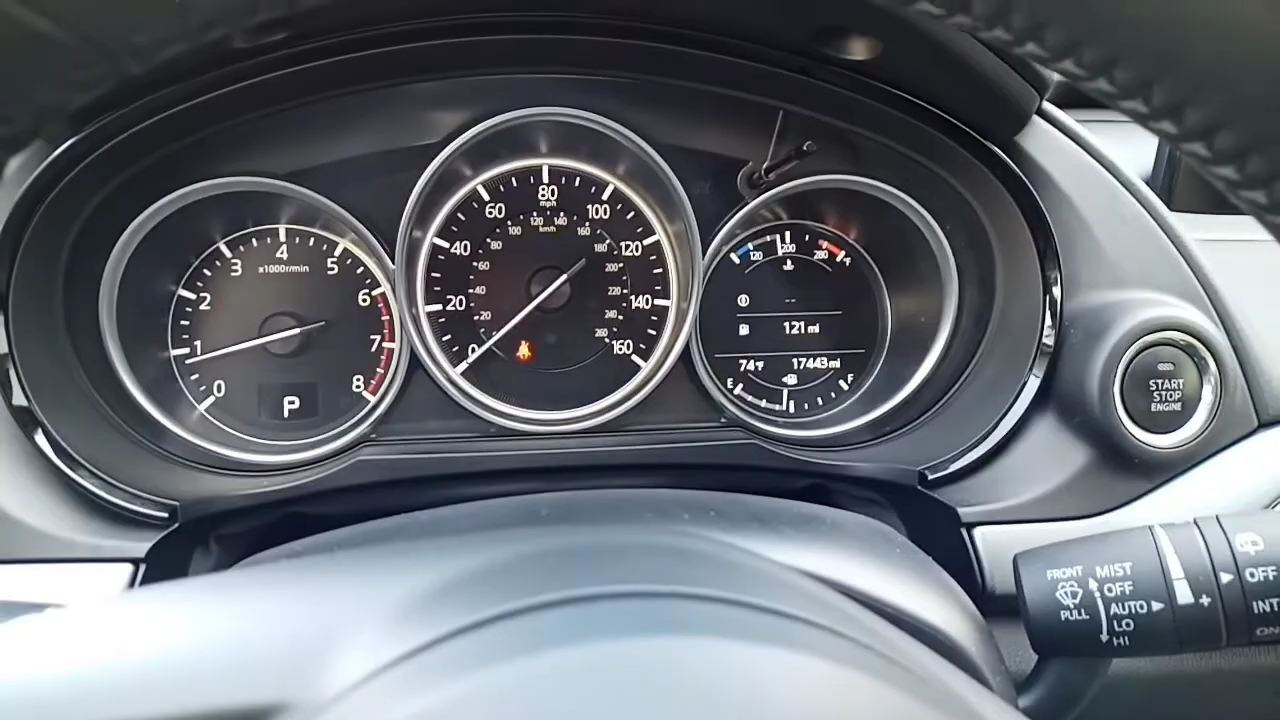 0
1
2
3
4
5
6
7
8
x1000r/min
P
0
20
40
60
80
100
120
140
160
mph
20
40
60
80
100
120
140
160
180
200
220
240
260
km/h
120
200
280
°F
--
121 mi
74°F 17443 mi
E F
START
STOP
ENGINE
FRONT
PULL
MIST
OFF
AUTO
LO
HI
+
OFF
INT
ON